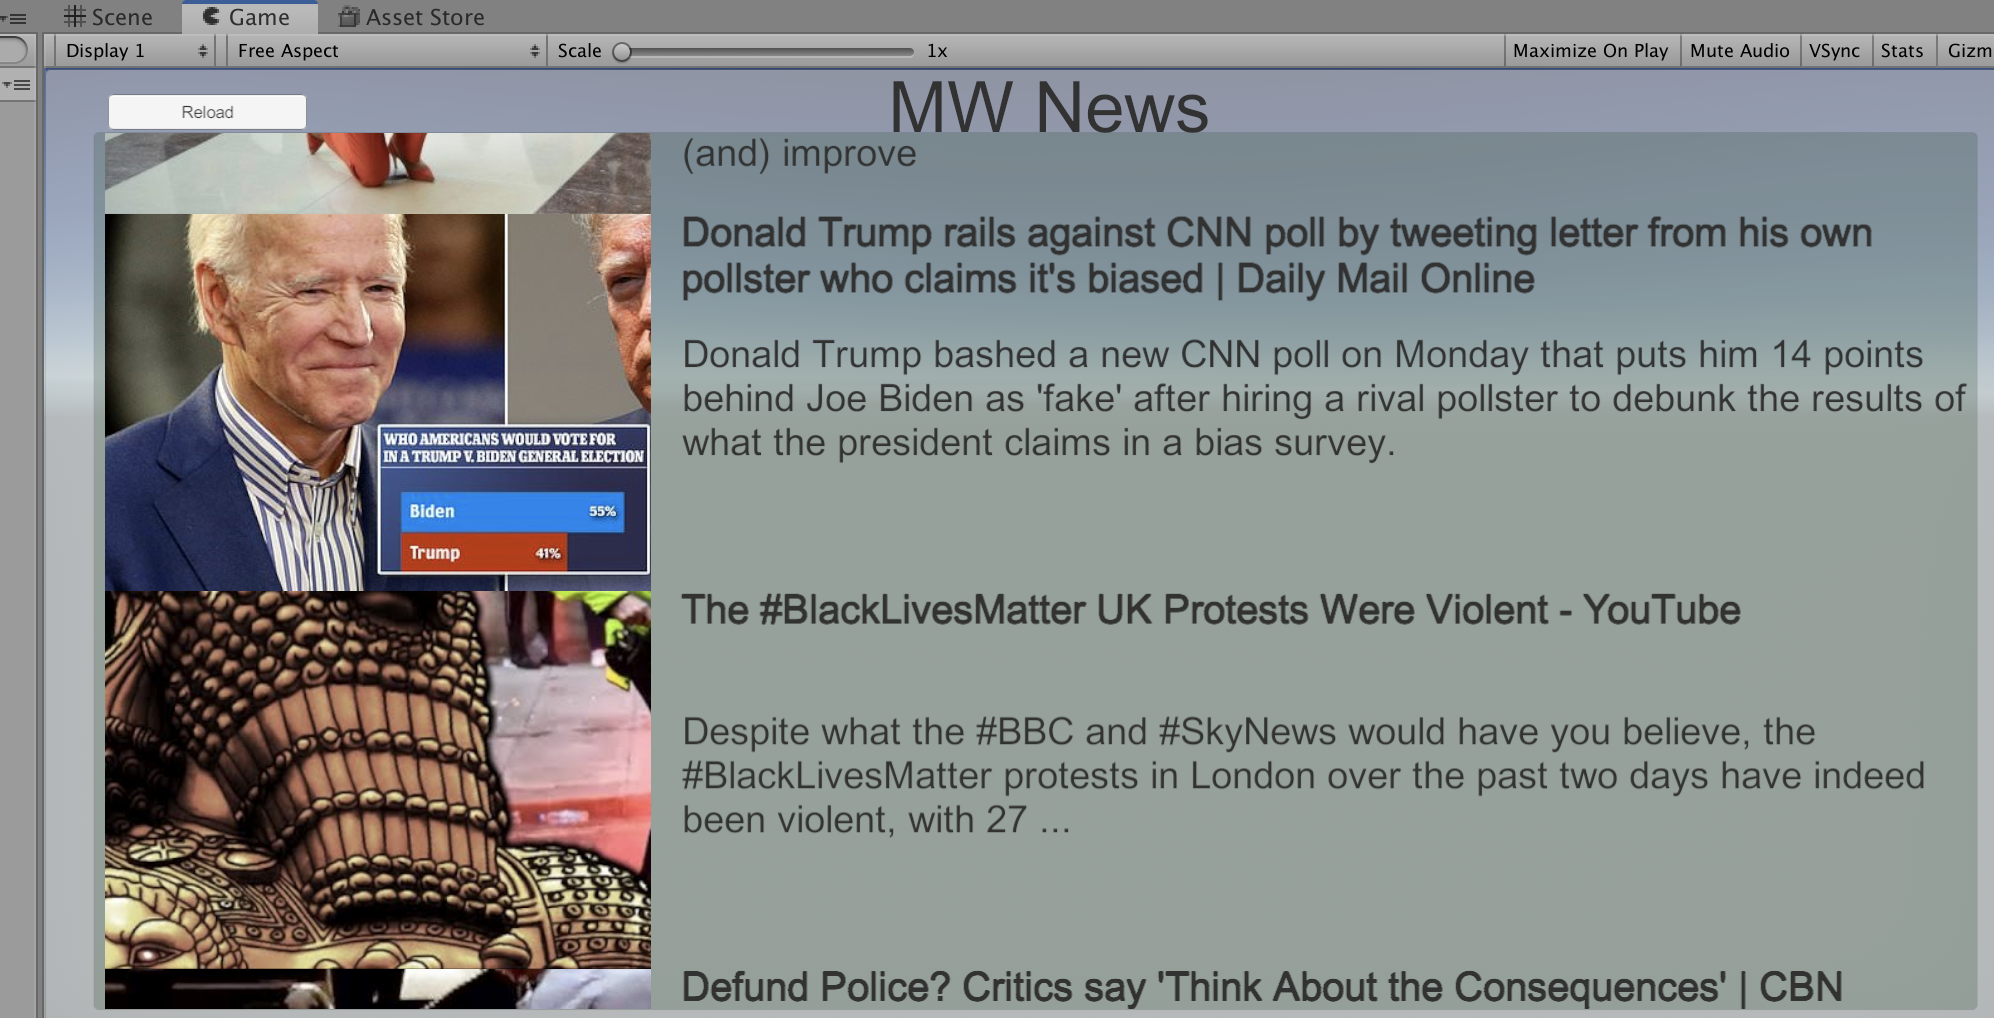 Scene
Game
Asset Store
Display 1
Free Aspect
Scale
1x
Maximize On Play
Mute Audio
VSync
Stats
Gizm
Reload
MW News
(and) improve
Donald Trump rails against CNN poll by tweeting letter from his own
pollster who claims it's biased | Daily Mail Online
Donald Trump bashed a new CNN poll on Monday that puts him 14 points
behind Joe Biden as 'fake' after hiring a rival pollster to debunk the results of
what the president claims in a bias survey.
WHO AMERICANS WOULD VOTE FOR
IN A TRUMP V. BIDEN GENERAL ELECTION
Biden 55%
Trump 41%
The #BlackLivesMatter UK Protests Were Violent - YouTube
Despite what the #BBC and #SkyNews would have you believe, the
#BlackLivesMatter protests in London over the past two days have indeed
been violent, with 27 ...
Defund Police? Critics say 'Think About the Consequences' | CBN